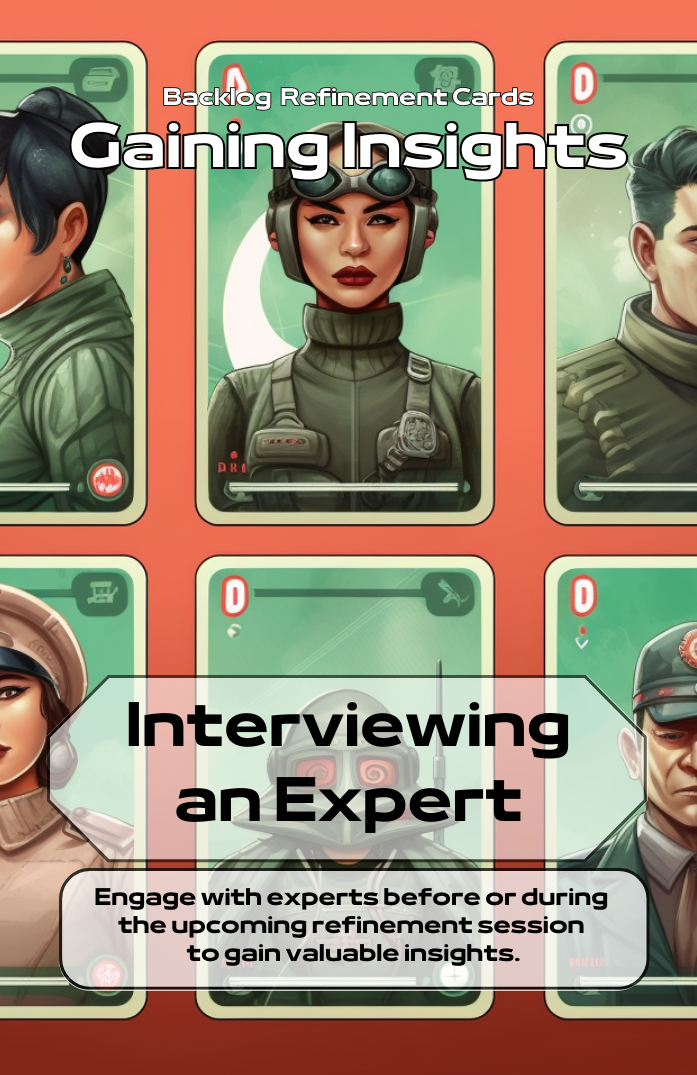 Backlog Refinement Cards
Gaining Insights
D
D
D
Interviewing
an Expert
Engage with experts before or during
the upcoming refinement session
to gain valuable insights.